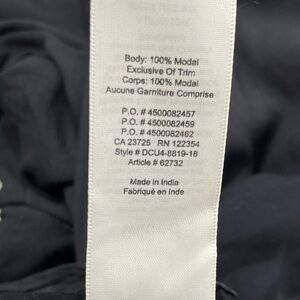 Body: 100% Modal
Exclusive Of Trim
Corps: 100% Modal
Aucune Garniture Comprise
P.O. # 4500082457
P.O. # 4500082459
P.O. # 4500082462
CA 23725 RN 122354
Style # DCU4-8819-18
Article # 62732
Made in India
Fabriqué en Inde